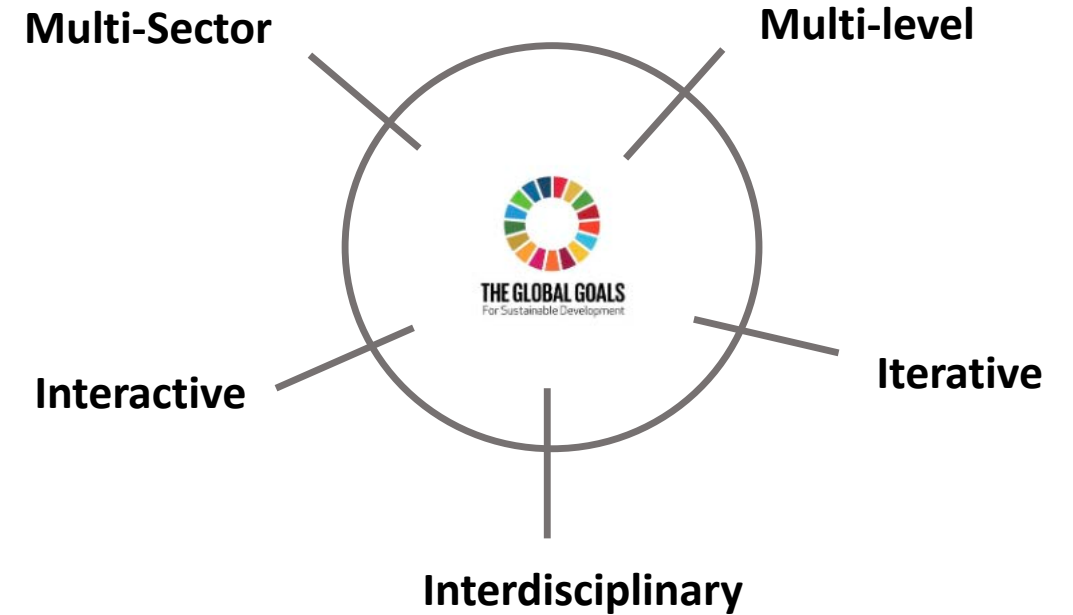 Multi-Sector
Multi-level
THE GLOBAL GOALS
For Sustainable Development
Interactive
Iterative
Interdisciplinary